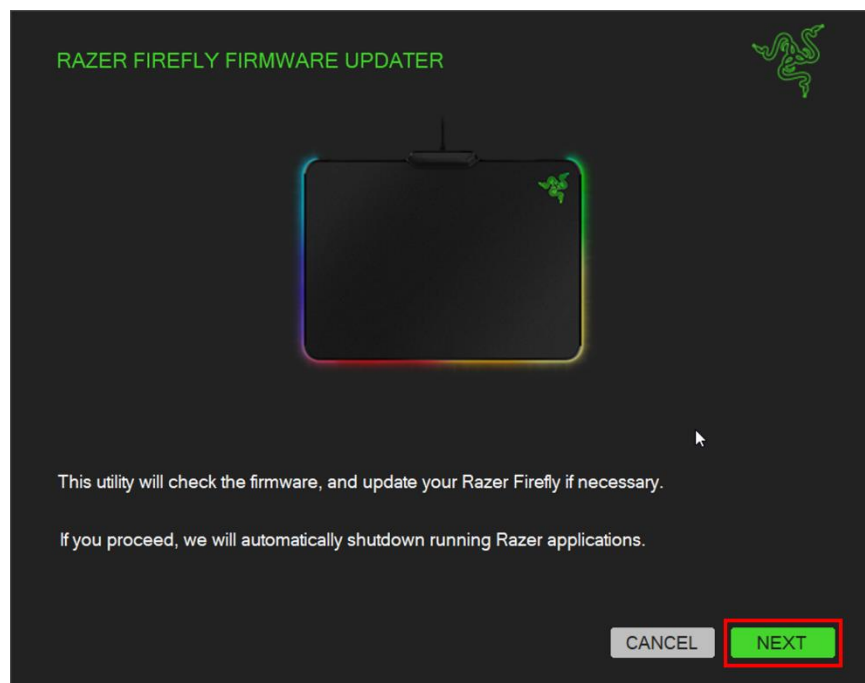 RAZER FIREFLY FIRMWARE UPDATER
This utility will check the firmware, and update your Razer Firefly if necessary.
If you proceed, we will automatically shutdown running Razer applications.
CANCEL
NEXT